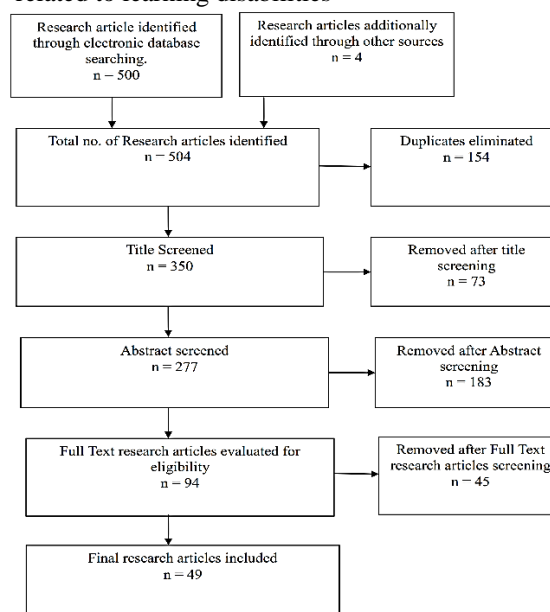 related to learning disabilities
Research article identified
through electronic database
searching.
n – 500
Research articles additionally
identified through other sources
n = 4
Total no. of Research articles identified
n – 504
Duplicates eliminated
n – 154
Title Screened
n = 350
Removed after title
screening
n = 73
Abstract screened
n = 277
Removed after Abstract
screening
n = 183
Full Text research articles evaluated for
eligibility
n – 94
Removed after Full Text
research articles screening
n – 45
Final research articles included
n = 49